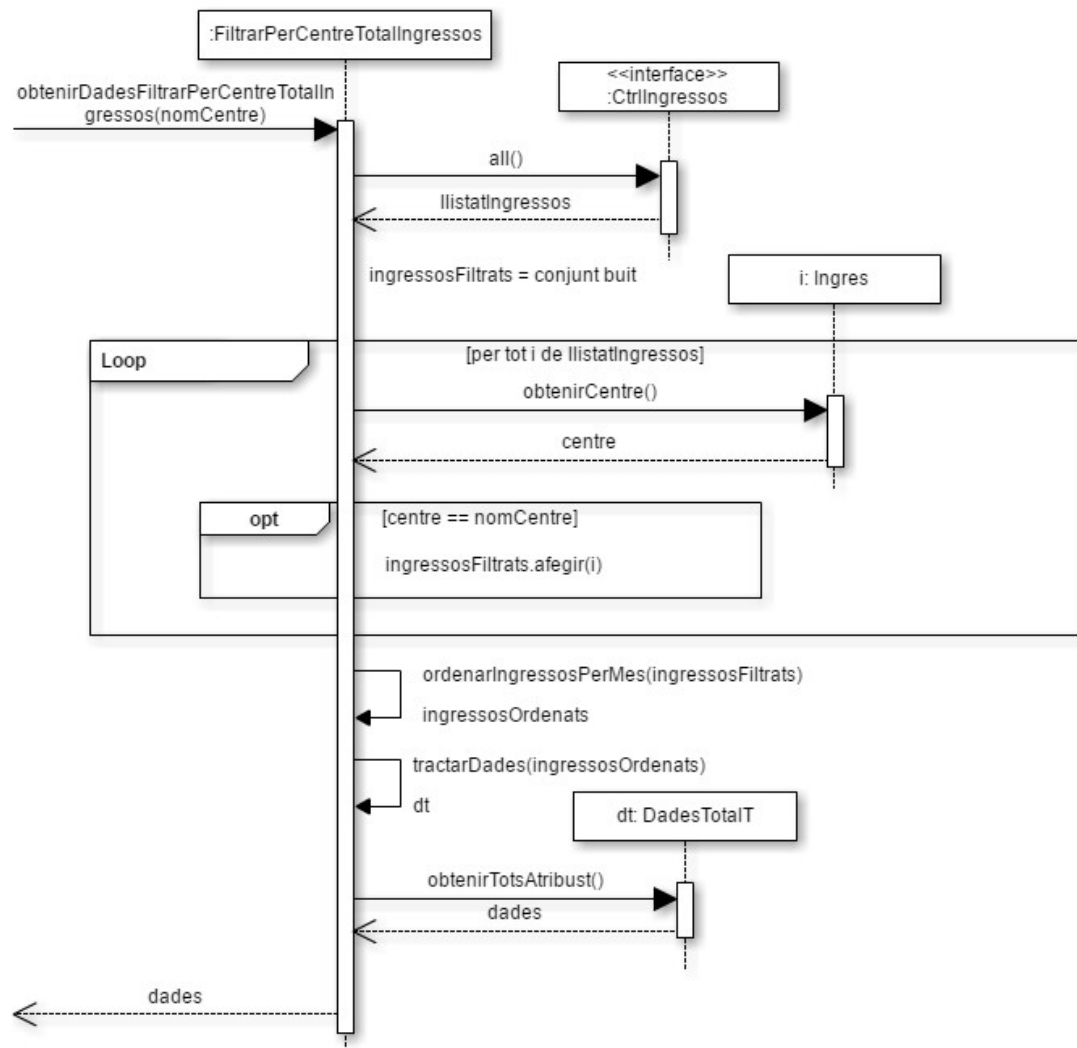 :FiltrarPerCentreTotalIngressos
<<interface>>
:CtrlIngressos
obtenirDadesFiltrarPerCentreTotalIn
gressos(nomCentre)
all()
llistatIngressos
ingressosFiltrats = conjunt buit
i: Ingres
Loop
[per tot i de llistatIngressos]
obtenirCentre()
centre
opt
[centre == nomCentre]
ingressosFiltrats.afegir(i)
ordenarIngressosPerMes(ingressosFiltrats)
ingressosOrdenats
tractarDades(ingressosOrdenats)
dt
dt: DadesTotalT
obtenirTotsAtribust()
dades
dades